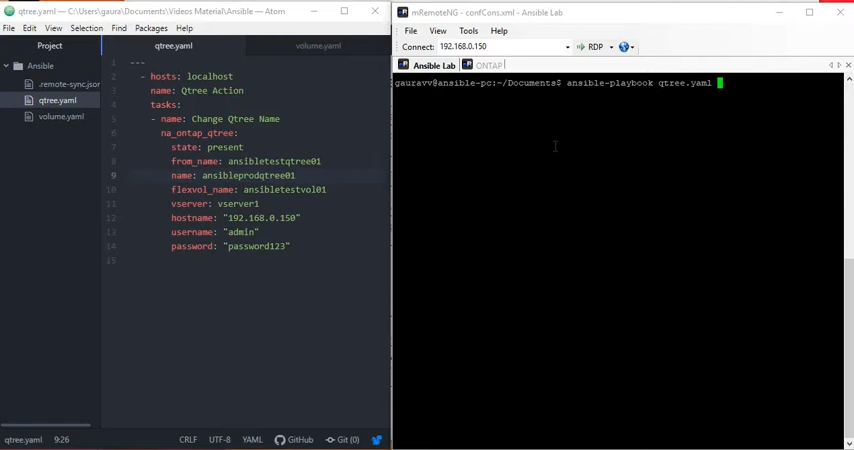 qtree.yaml — C:\Users\gaura\Documents\Videos Material\Ansible — Atom
File Edit View Selection Find Packages Help
Project
qtree.yaml
volume.yaml
Ansible
.remote-sync.json
qtree.yaml
volume.yaml
1 ---
2 - hosts: localhost
3 name: Qtree Action
4 tasks:
5 - name: Change Qtree Name
6 na_ontap_qtree:
7 state: present
8 from_name: ansibletestqtree01
9 name: ansibleprodqtree01
10 flexvol_name: ansibletestvol01
11 vserver: vserver1
12 hostname: "192.168.0.150"
13 username: "admin"
14 password: "password123"
15
qtree.yaml 9:26 CRLF UTF-8 YAML GitHub Git (0)
mRemoteNG - confCons.xml - Ansible Lab
File View Tools Help
Connect: 192.168.0.150 RDP
Ansible Lab ONTAP
gauravv@ansible-pc:~/Documents$ ansible-playbook qtree.yaml